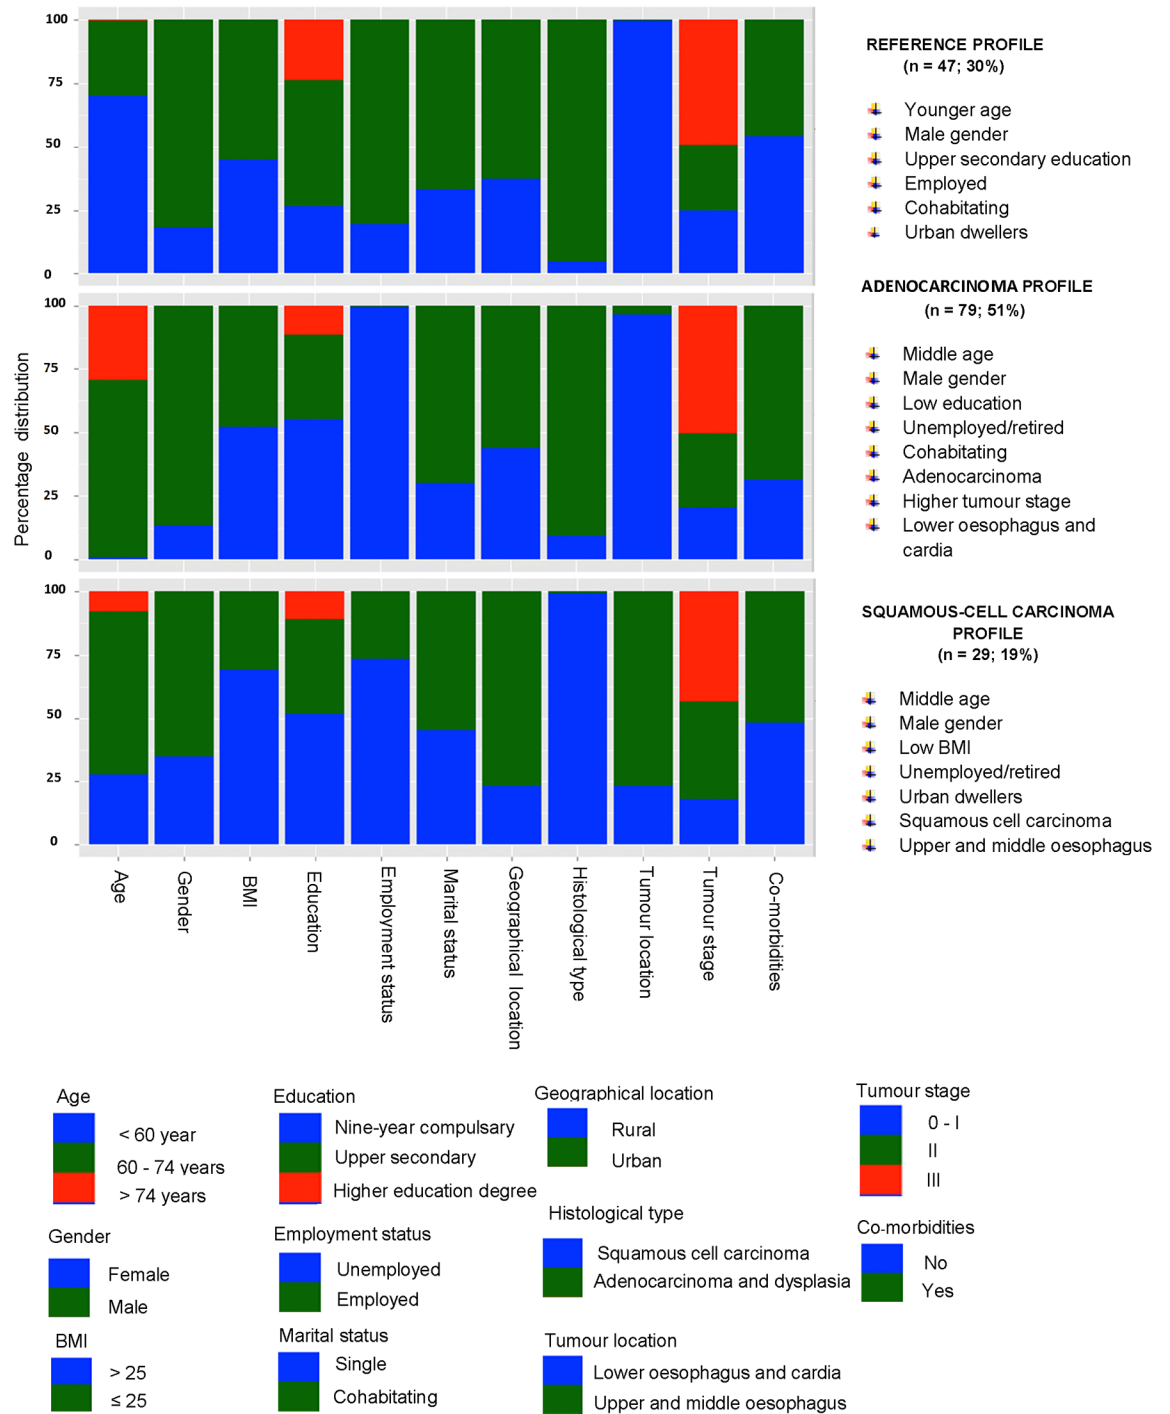 REFERENCE PROFILE
(n = 47; 30%)
Younger age
Male gender
Upper secondary education
Employed
Cohabitating
Urban dwellers
ADENOCARCINOMA PROFILE
(n = 79; 51%)
Middle age
Male gender
Low education
Unemployed/retired
Cohabitating
Adenocarcinoma
Higher tumour stage
Lower oesophagus and
cardia
SQUAMOUS-CELL CARCINOMA
PROFILE
(n = 29; 19%)
Middle age
Male gender
Low BMI
Unemployed/retired
Urban dwellers
Squamous cell carcinoma
Upper and middle oesophagus
Percentage distribution
100
75
50
25
0
100
75
50
25
0
100
75
50
25
0
Age
Gender
BMI
Education
Employment status
Marital status
Geographical location
Histological type
Tumour location
Tumour stage
Co-morbidities
Age
< 60 year
60 - 74 years
> 74 years
Gender
Female
Male
BMI
> 25
≤ 25
Education
Nine-year compulsary
Upper secondary
Higher education degree
Employment status
Unemployed
Employed
Marital status
Single
Cohabitating
Geographical location
Rural
Urban
Histological type
Squamous cell carcinoma
Adenocarcinoma and dysplasia
Tumour location
Lower oesophagus and cardia
Upper and middle oesophagus
Tumour stage
0 - I
II
III
Co-morbidities
No
Yes